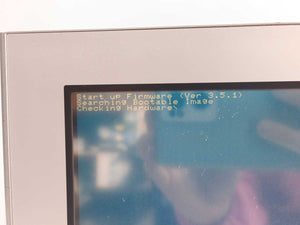 Start up Firmware (Ver 3.5.1)
Searching Bootable Image
Checking Hardware\